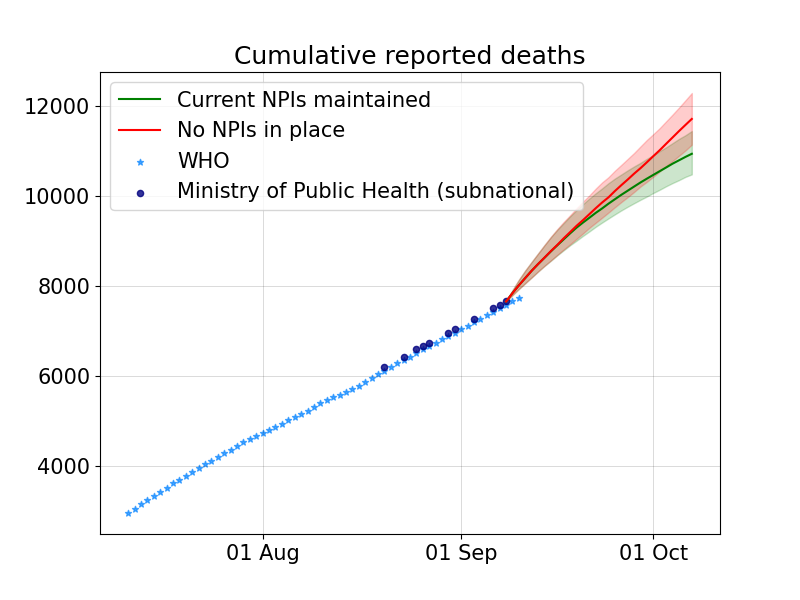 Cumulative reported deaths
Current NPIs maintained
No NPIs in place
WHO
Ministry of Public Health (subnational)
12000
10000
8000
6000
4000
01 Aug
01 Sep
01 Oct